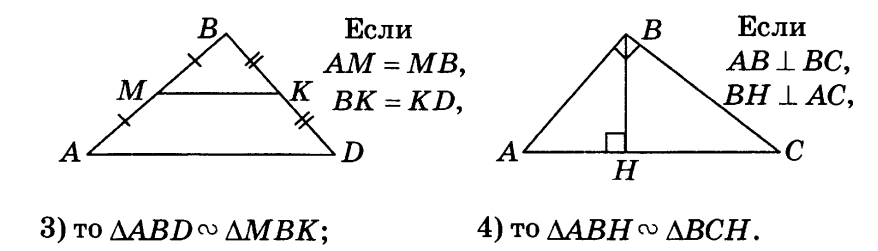 B
Если
AM = MB,
BK = KD,
M
K
A
D
3) то ΔABD ∾ ΔMBK;
B
Если
AB ⊥ BC,
BH ⊥ AC,
A
H
C
4) то ΔABH ∾ ΔBCH.